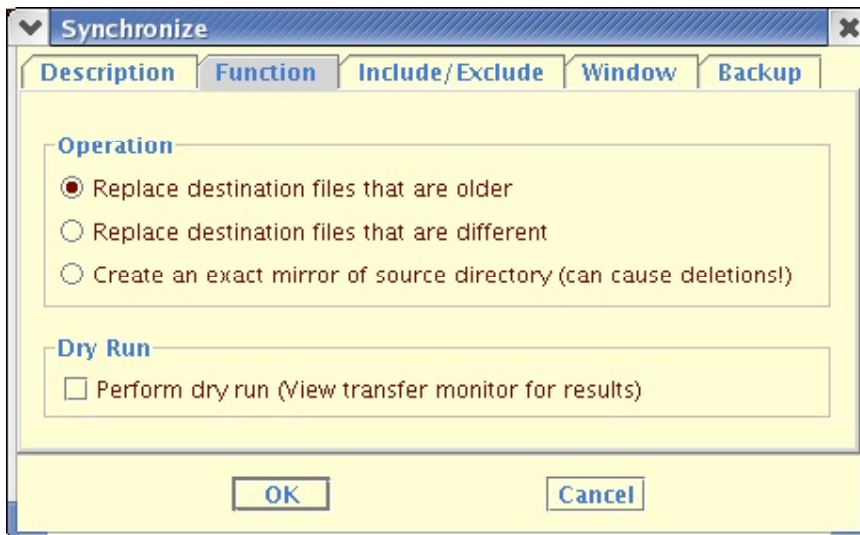 Synchronize
Description Function Include/Exclude Window Backup
Operation
Replace destination files that are older
Replace destination files that are different
Create an exact mirror of source directory (can cause deletions!)
Dry Run
Perform dry run (View transfer monitor for results)
OK Cancel